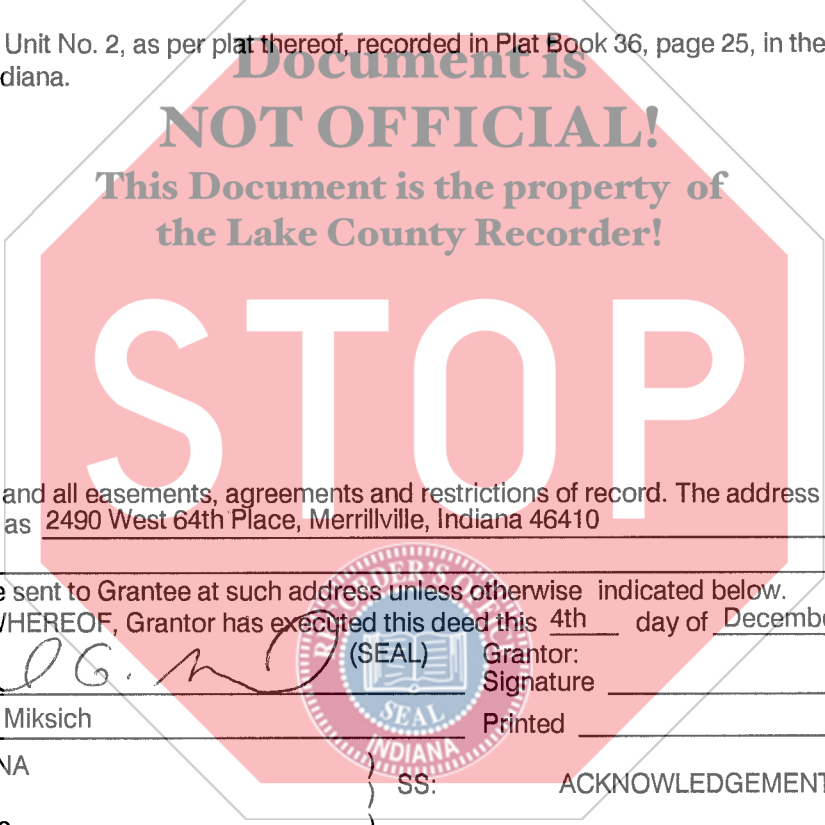 Unit No. 2, as per plat thereof, recorded in Plat Book 36, page 25, in the
diana.
Document is
NOT OFFICIAL!
This Document is the property of
the Lake County Recorder!
STOP
and all easements, agreements and restrictions of record. The address
as 2490 West 64th Place, Merrillville, Indiana 46410
e sent to Grantee at such address unless otherwise indicated below.
WHEREOF, Grantor has executed this deed this 4th day of Decembe
(SEAL) Grantor:
Signature
Miksich Printed
SEAL
INDIANA
NA
SS: ACKNOWLEDGEMENT